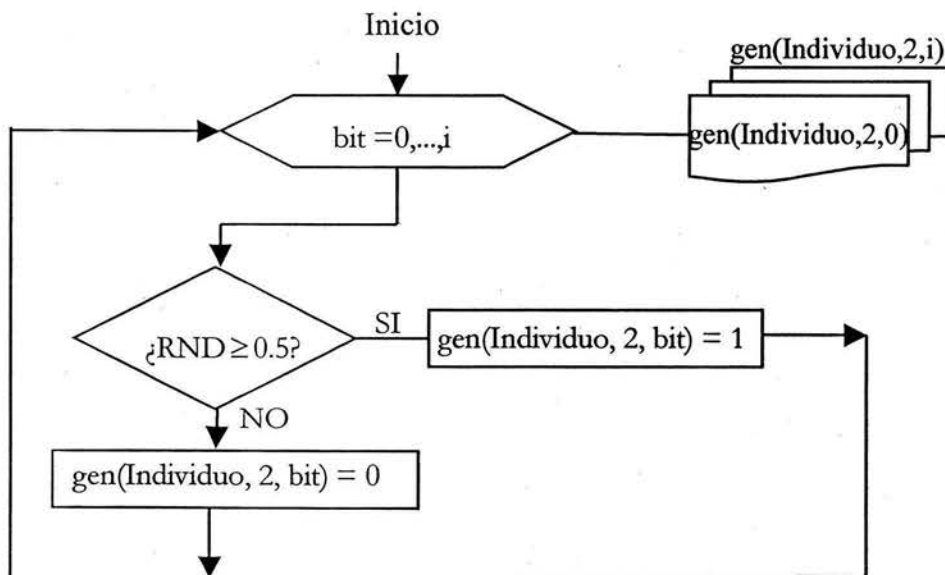 Inicio
gen(Individuo,2,i)
bit =0,...,i
gen(Individuo,2,0)
¿RND ≥ 0.5?
SI
gen(Individuo, 2, bit) = 1
NO
gen(Individuo, 2, bit) = 0